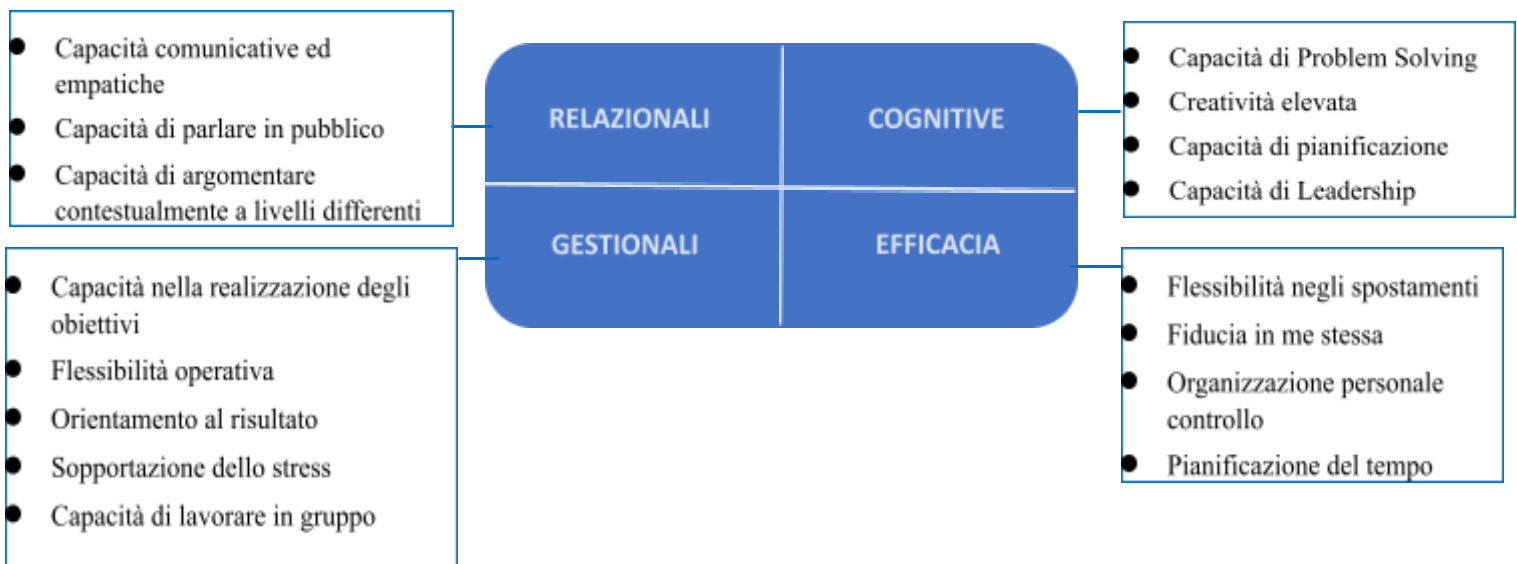 Capacità comunicative ed
empatiche
Capacità di parlare in pubblico
Capacità di argomentare
contestualmente a livelli differenti
RELAZIONALI
COGNITIVE
Capacità di Problem Solving
Creatività elevata
Capacità di pianificazione
Capacità di Leadership
Capacità nella realizzazione degli
obiettivi
Flessibilità operativa
Orientamento al risultato
Sopportazione dello stress
Capacità di lavorare in gruppo
GESTIONALI
EFFICACIA
Flessibilità negli spostamenti
Fiducia in me stessa
Organizzazione personale
controllo
Pianificazione del tempo